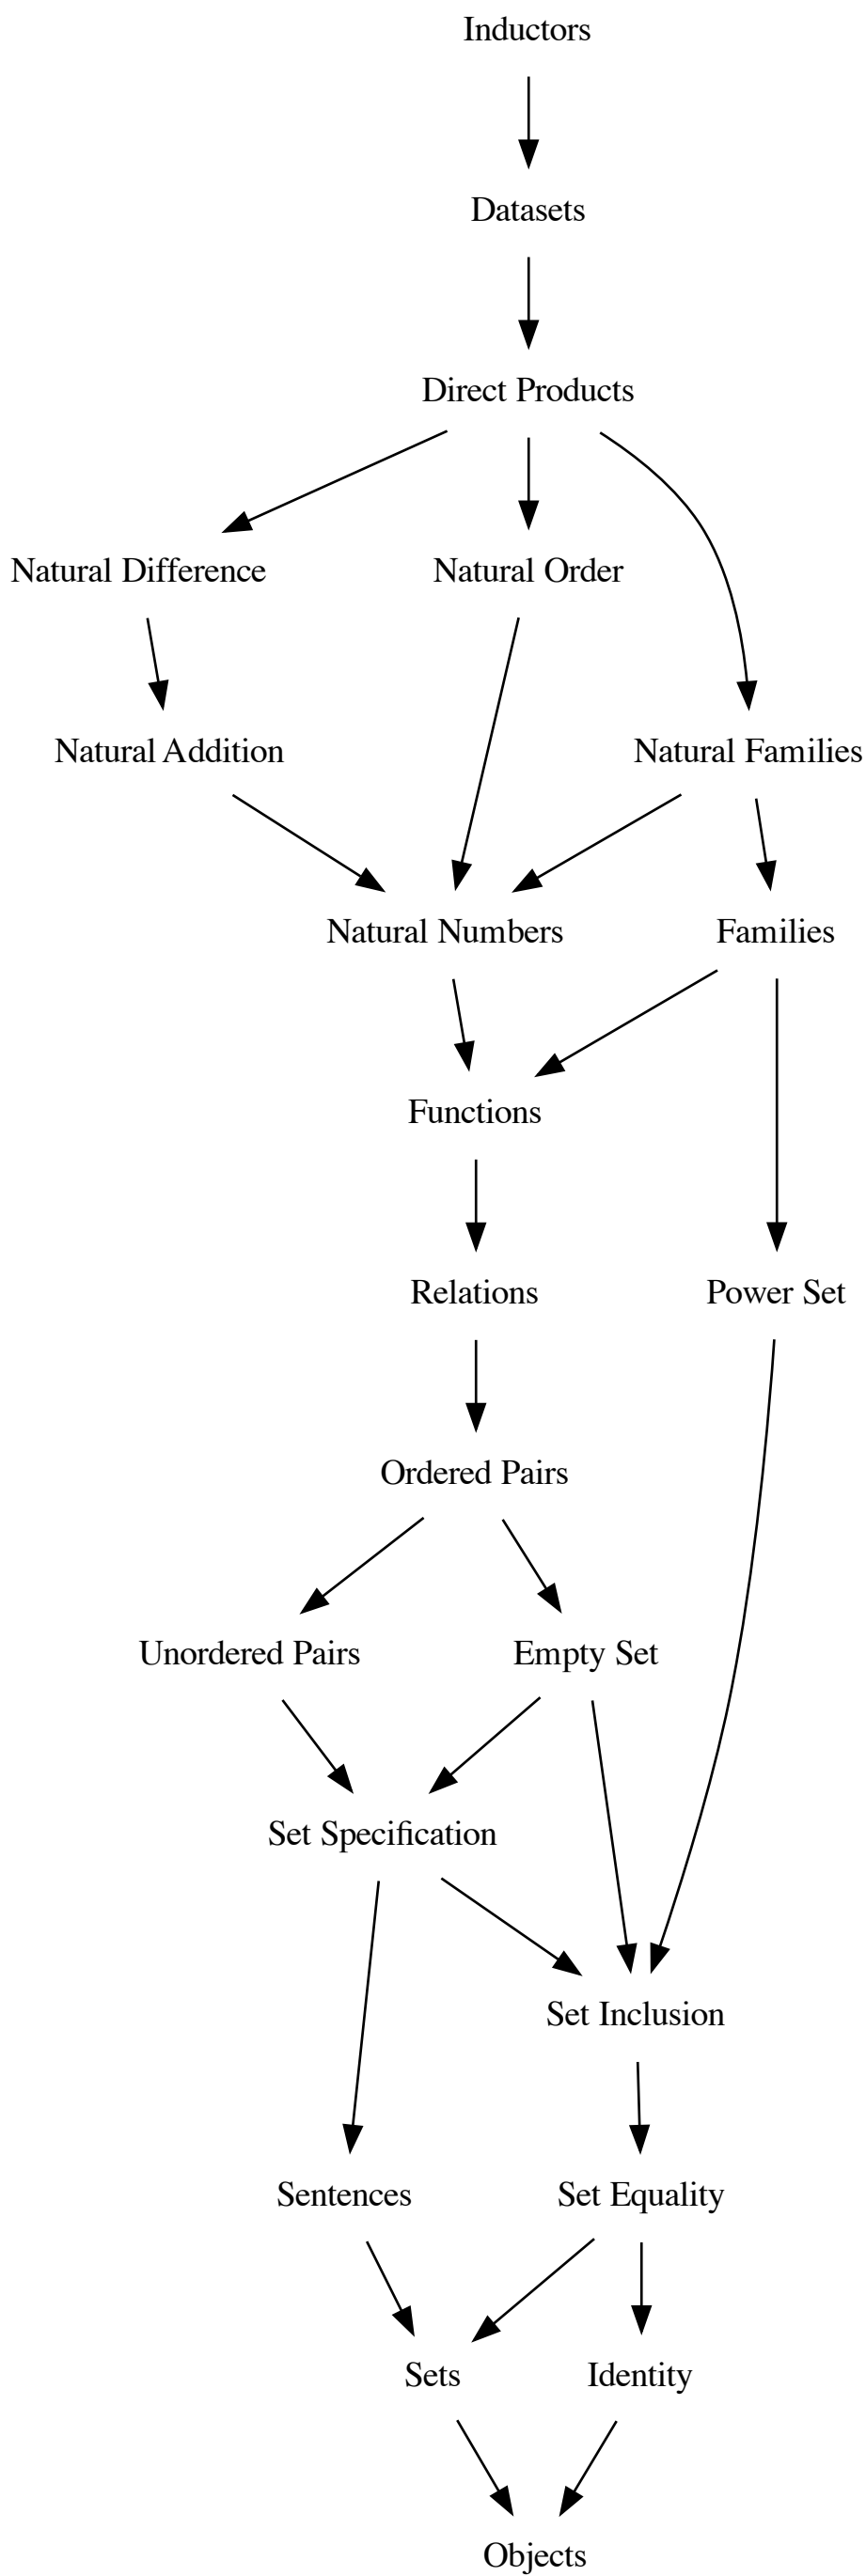 Inductors
Datasets
Direct Products
Natural Difference
Natural Order
Natural Addition
Natural Families
Natural Numbers
Families
Functions
Relations
Power Set
Ordered Pairs
Unordered Pairs
Empty Set
Set Specification
Set Inclusion
Sentences
Set Equality
Sets
Identity
Objects